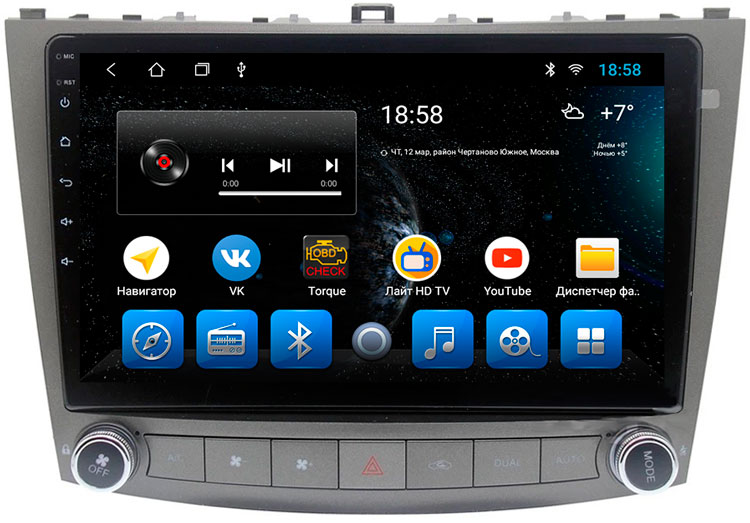 MIC
18:58
RST
18:58
+7°
ЧТ, 12 мар, район Чертаново Южное, Москва
Днём +8°
Ночью +5°
0:00
0:00
OBD
CHECK
Навигатор
VK
Torque
Лайт HD TV
YouTube
Диспетчер фа..
A/C
DUAL
AUTO
OFF
MODE